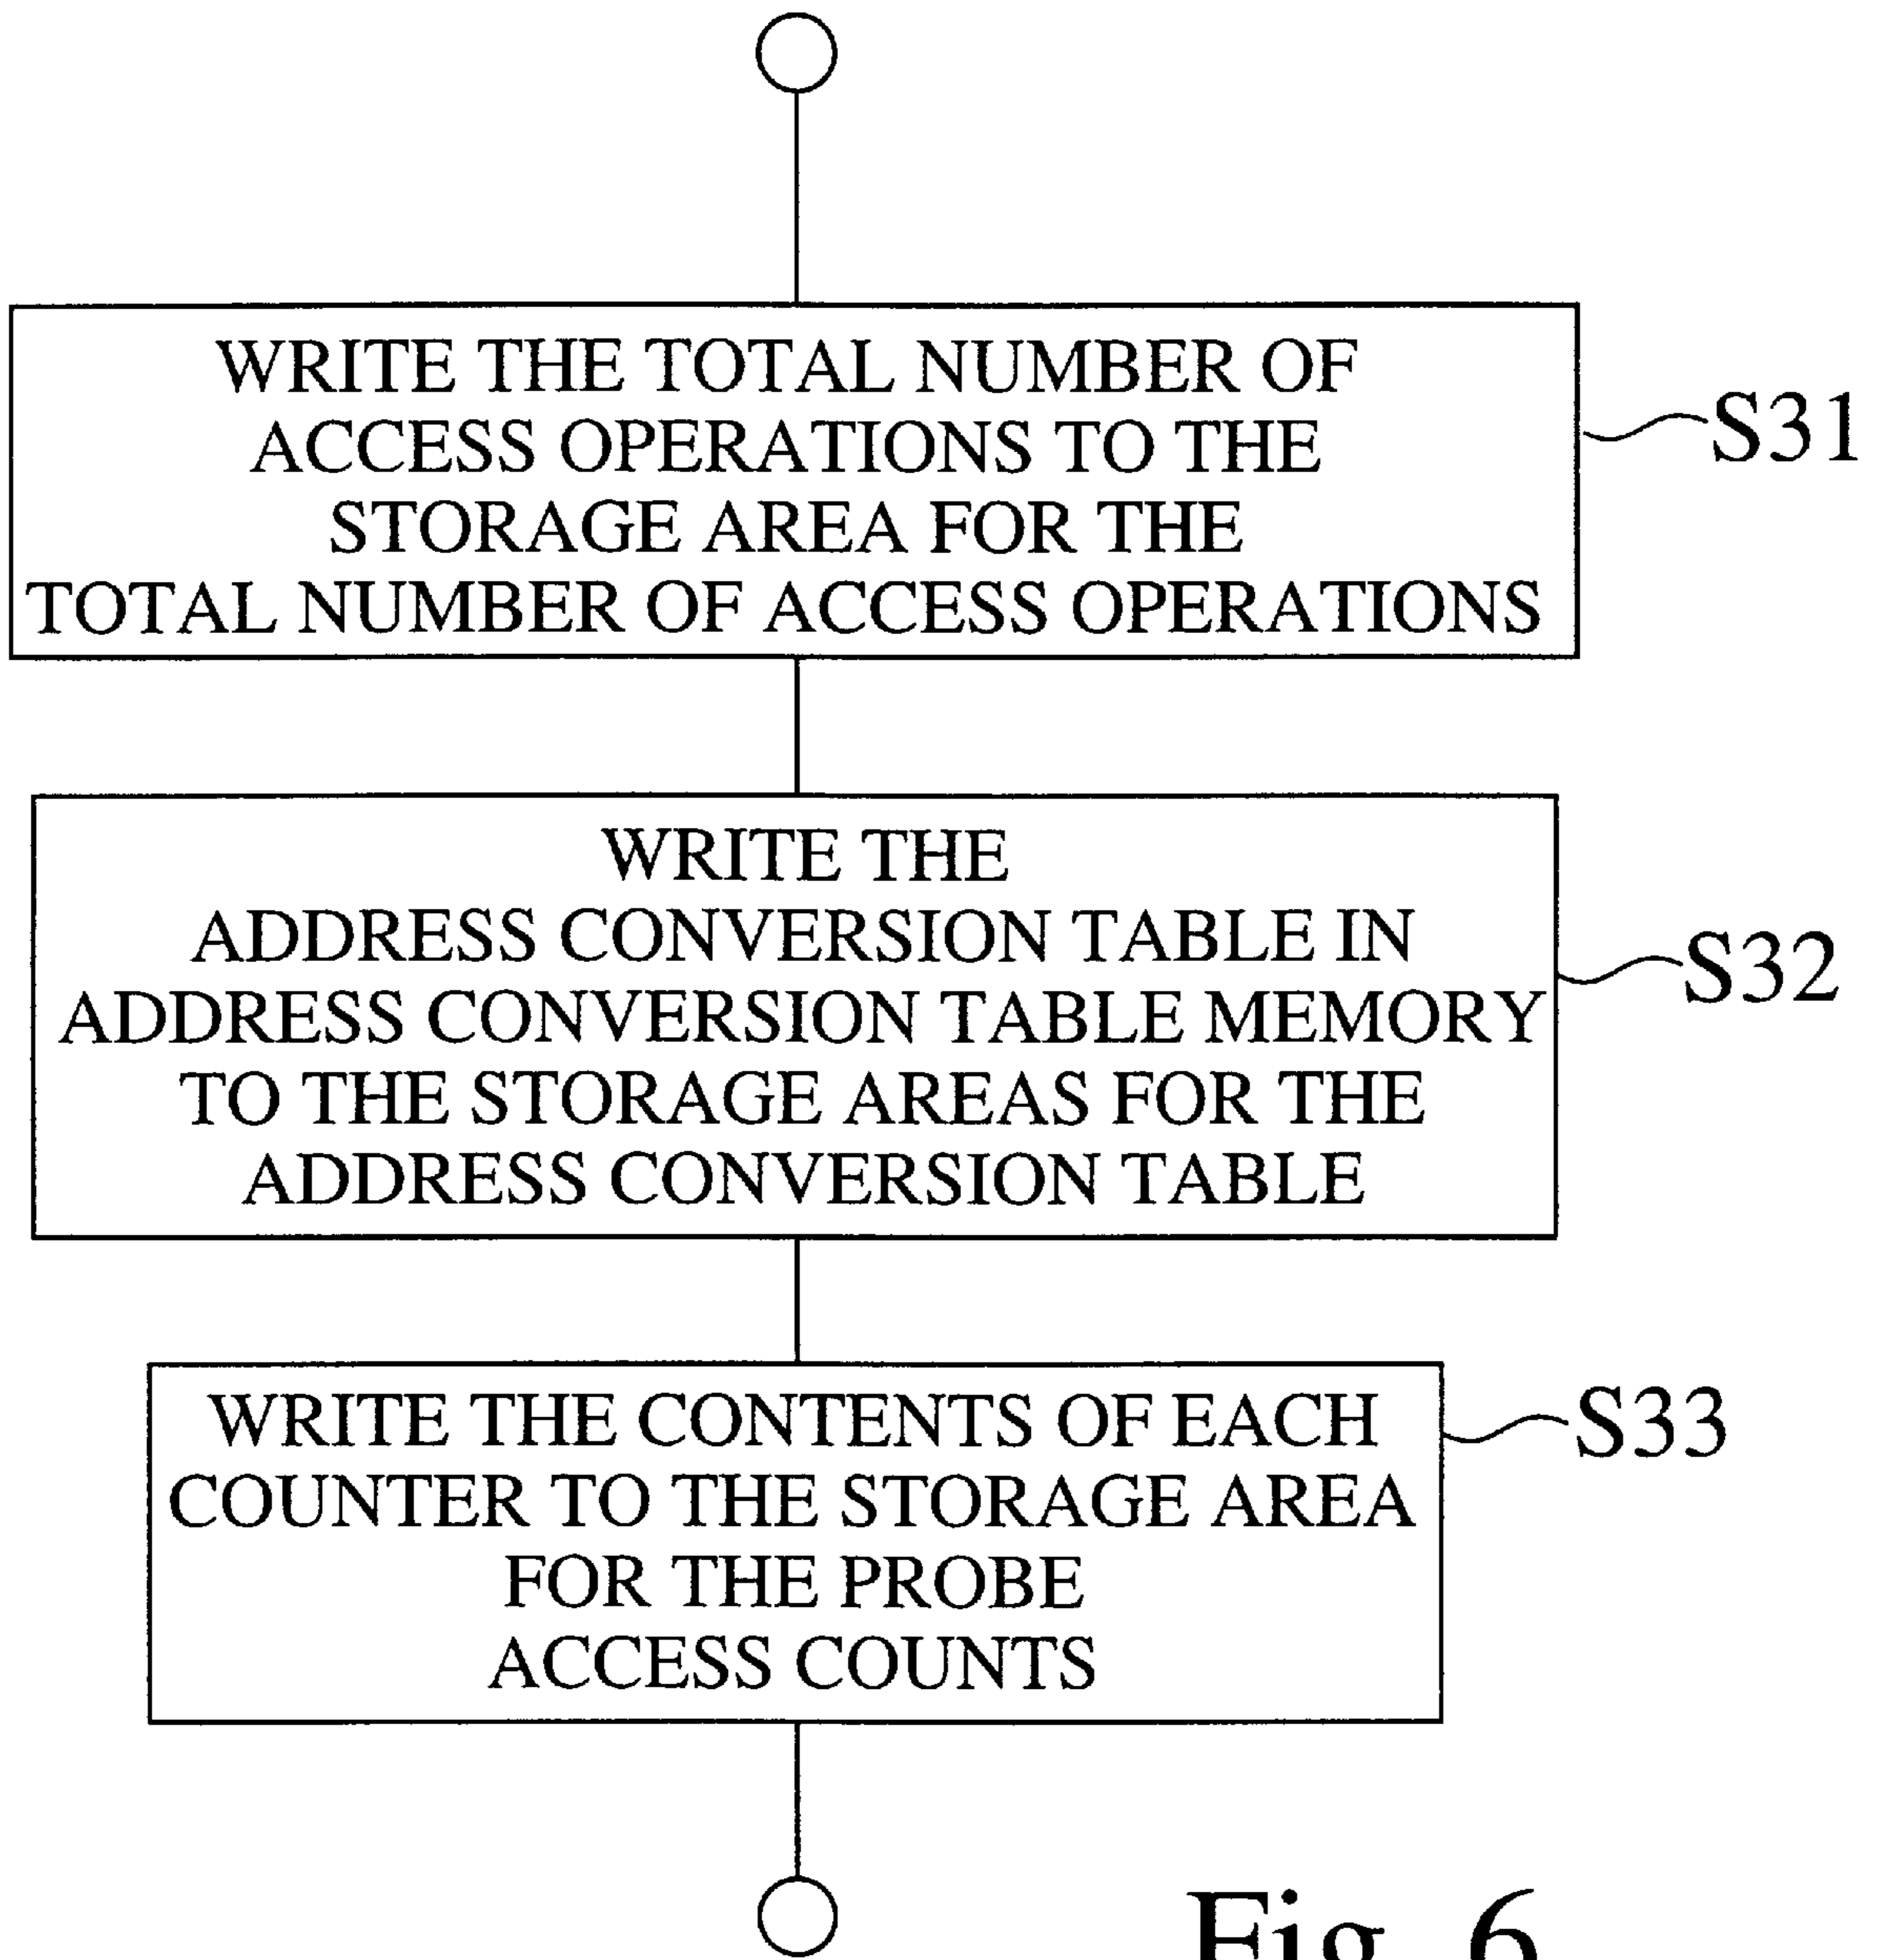 WRITE THE TOTAL NUMBER OF
ACCESS OPERATIONS TO THE
STORAGE AREA FOR THE
TOTAL NUMBER OF ACCESS OPERATIONS
S31
WRITE THE
ADDRESS CONVERSION TABLE IN
ADDRESS CONVERSION TABLE MEMORY
TO THE STORAGE AREAS FOR THE
ADDRESS CONVERSION TABLE
S32
WRITE THE CONTENTS OF EACH
COUNTER TO THE STORAGE AREA
FOR THE PROBE
ACCESS COUNTS
S33
Fig. 6